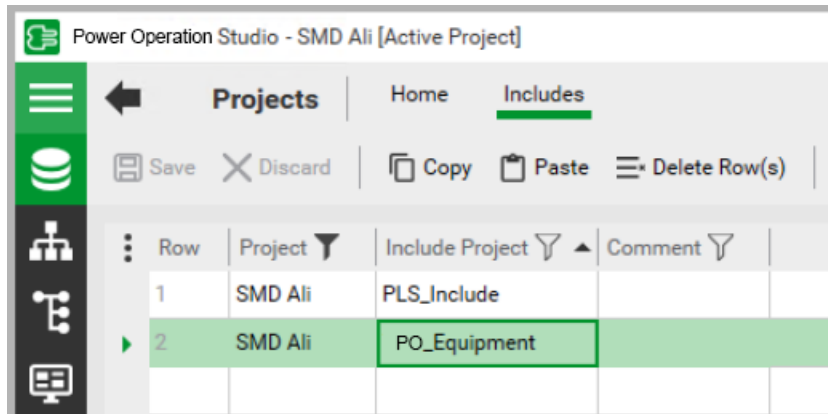 Power Operation Studio - SMD Ali [Active Project]
Projects Home Includes
Save Discard Copy Paste Delete Row(s)
Row Project Include Project Comment
1 SMD Ali PLS_Include
2 SMD Ali PO_Equipment